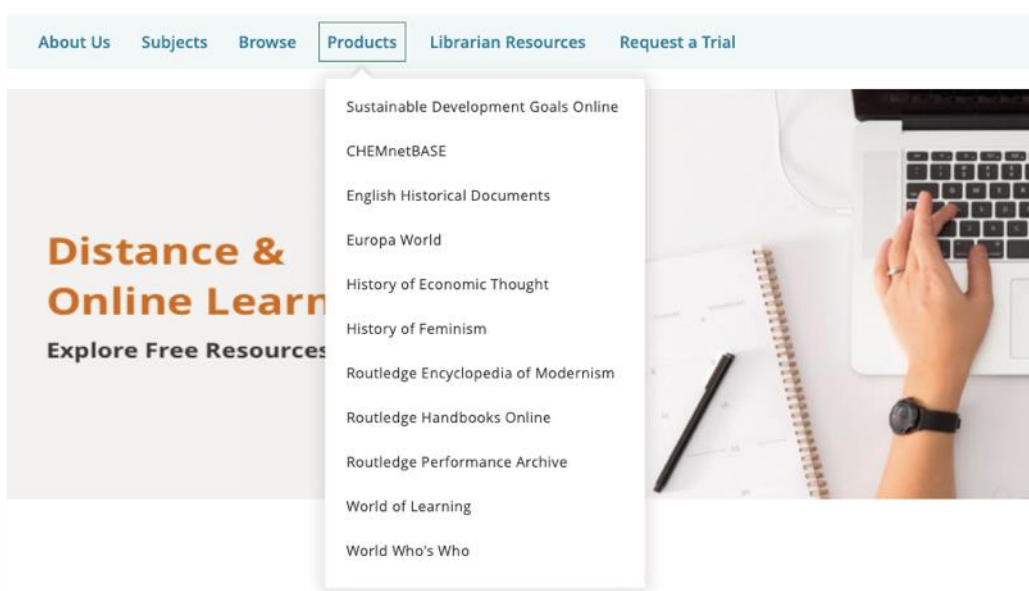 About Us Subjects Browse Products Librarian Resources Request a Trial
Sustainable Development Goals Online
CHEMnetBASE
English Historical Documents
Europa World
History of Economic Thought
History of Feminism
Routledge Encyclopedia of Modernism
Routledge Handbooks Online
Routledge Performance Archive
World of Learning
World Who's Who
Distance &
Online Learn
Explore Free Resources